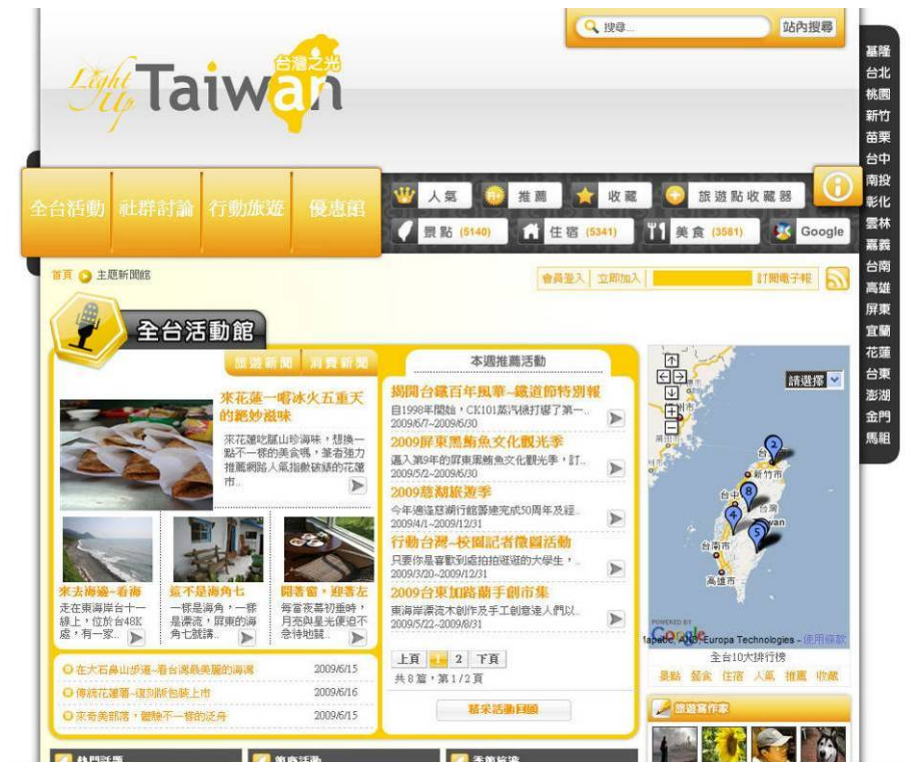 搜尋...
站內搜尋
Light Up Taiwan
台灣之光
全台活動
社群討論
行動旅遊
優惠館
人氣
推薦
收藏
旅遊點收藏器
景點 (5140)
住宿 (5341)
美食 (3581)
Google
基隆
台北
桃園
新竹
苗栗
台中
南投
彰化
雲林
嘉義
台南
高雄
屏東
宜蘭
花蓮
台東
澎湖
金門
馬祖
首頁
主題新聞館
會員登入
立即加入
訂閱電子報
全台活動館
旅遊新聞
消費新聞
來花蓮一嚐冰火五重天
的絕妙滋味
來花蓮吃膩山珍海味，想換一
點不一樣的美食嗎，筆者強力
推薦網路人氣指數破錶的花蓮
市..
來去海邊~看海
走在東海岸台十一
線上，位於台48K
處，有一家..
這不是海角七
一樣是海角，一樣
是漂流，屏東的海
角七號講..
開著窗，迎著左
每當夜幕初垂時，
月亮與星光便迫不
急待地競..
在大石鼻山步道~看台灣最美麗的海灣 2009/6/15
傳統花蓮薯~復刻版包裝上市 2009/6/16
來奇美部落，體驗不一樣的泛舟 2009/6/15
本週推薦活動
揭開台鐵百年風華~鐵道節特別報
自1998年開始，CK101蒸汽機打響了第一..
2009/6/7~2009/6/30
2009屏東黑鮪魚文化觀光季
邁入第9年的屏東黑鮪魚文化觀光季，訂..
2009/5/2~2009/6/30
2009慈湖旅遊季
今年適逢慈湖行館籌建完成50周年及經..
2009/4/1~2009/12/31
行動台灣~校園記者徵圖活動
只要你是喜歡到處拍拍逛逛的大學生，..
2009/3/20~2009/12/31
2009台東加路蘭手創市集
東海岸漂流木創作及手工創意達人們以..
2009/5/22~2009/8/31
上頁 1 2 下頁
共 8 篇，第 1 / 2 頁
精采活動回顧
請選擇
2
新竹市
8
台中
台灣
4
5
台南市
高雄市
POWERED BY
Google
Europa Technologies - 使用條款
全台10大排行榜
景點 餐食 住宿 人氣 推薦 收藏
旅遊寫作家
熱門話題
節慶活動
季節旅遊